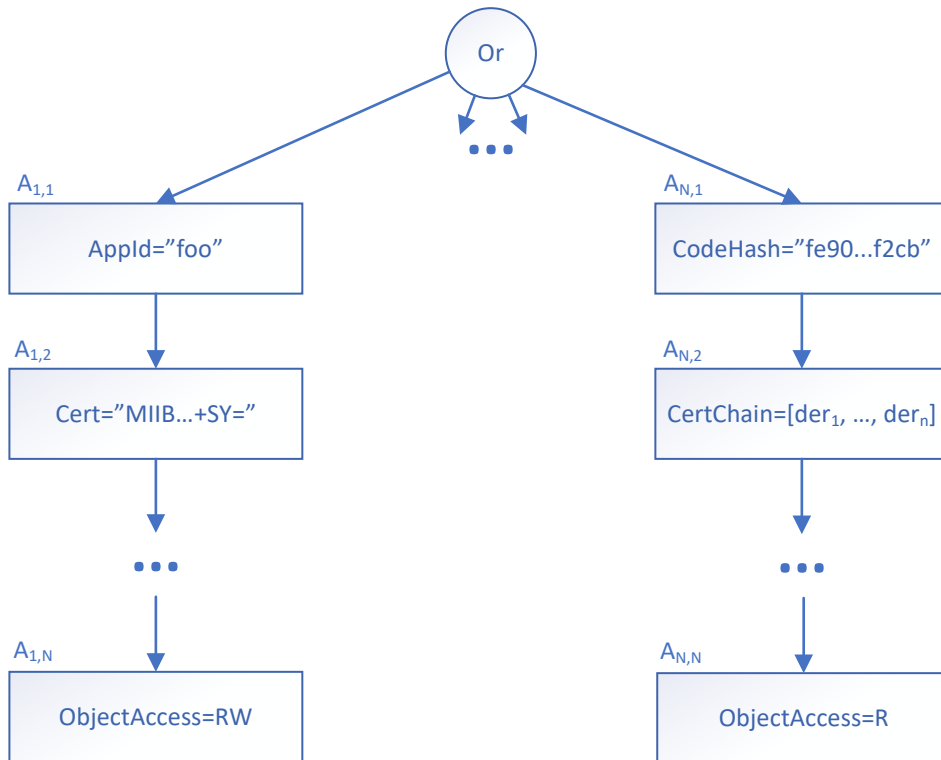 Or
...
A1,1
AN,1
AppId=”foo”
CodeHash=”fe90...f2cb”
A1,2
AN,2
Cert=”MIIB...+SY=”
CertChain=[der1, ..., dern]
...
...
A1,N
AN,N
ObjectAccess=RW
ObjectAccess=R